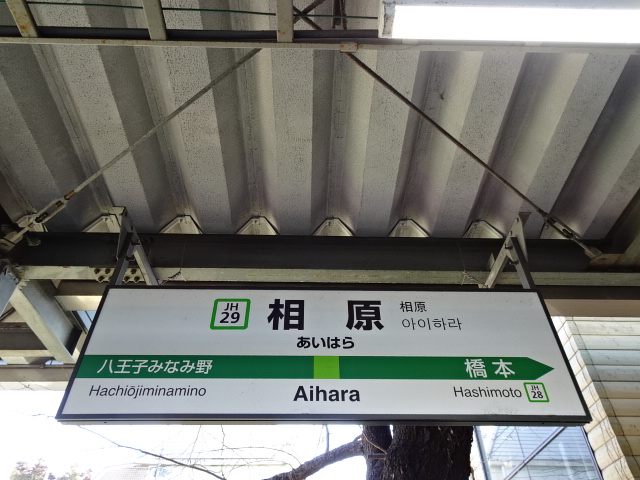 JH
29
相原
相原
아이하라
あいはら
八王子みなみ野
橋本
Hachiōjiminamino
Aihara
Hashimoto
JH
28